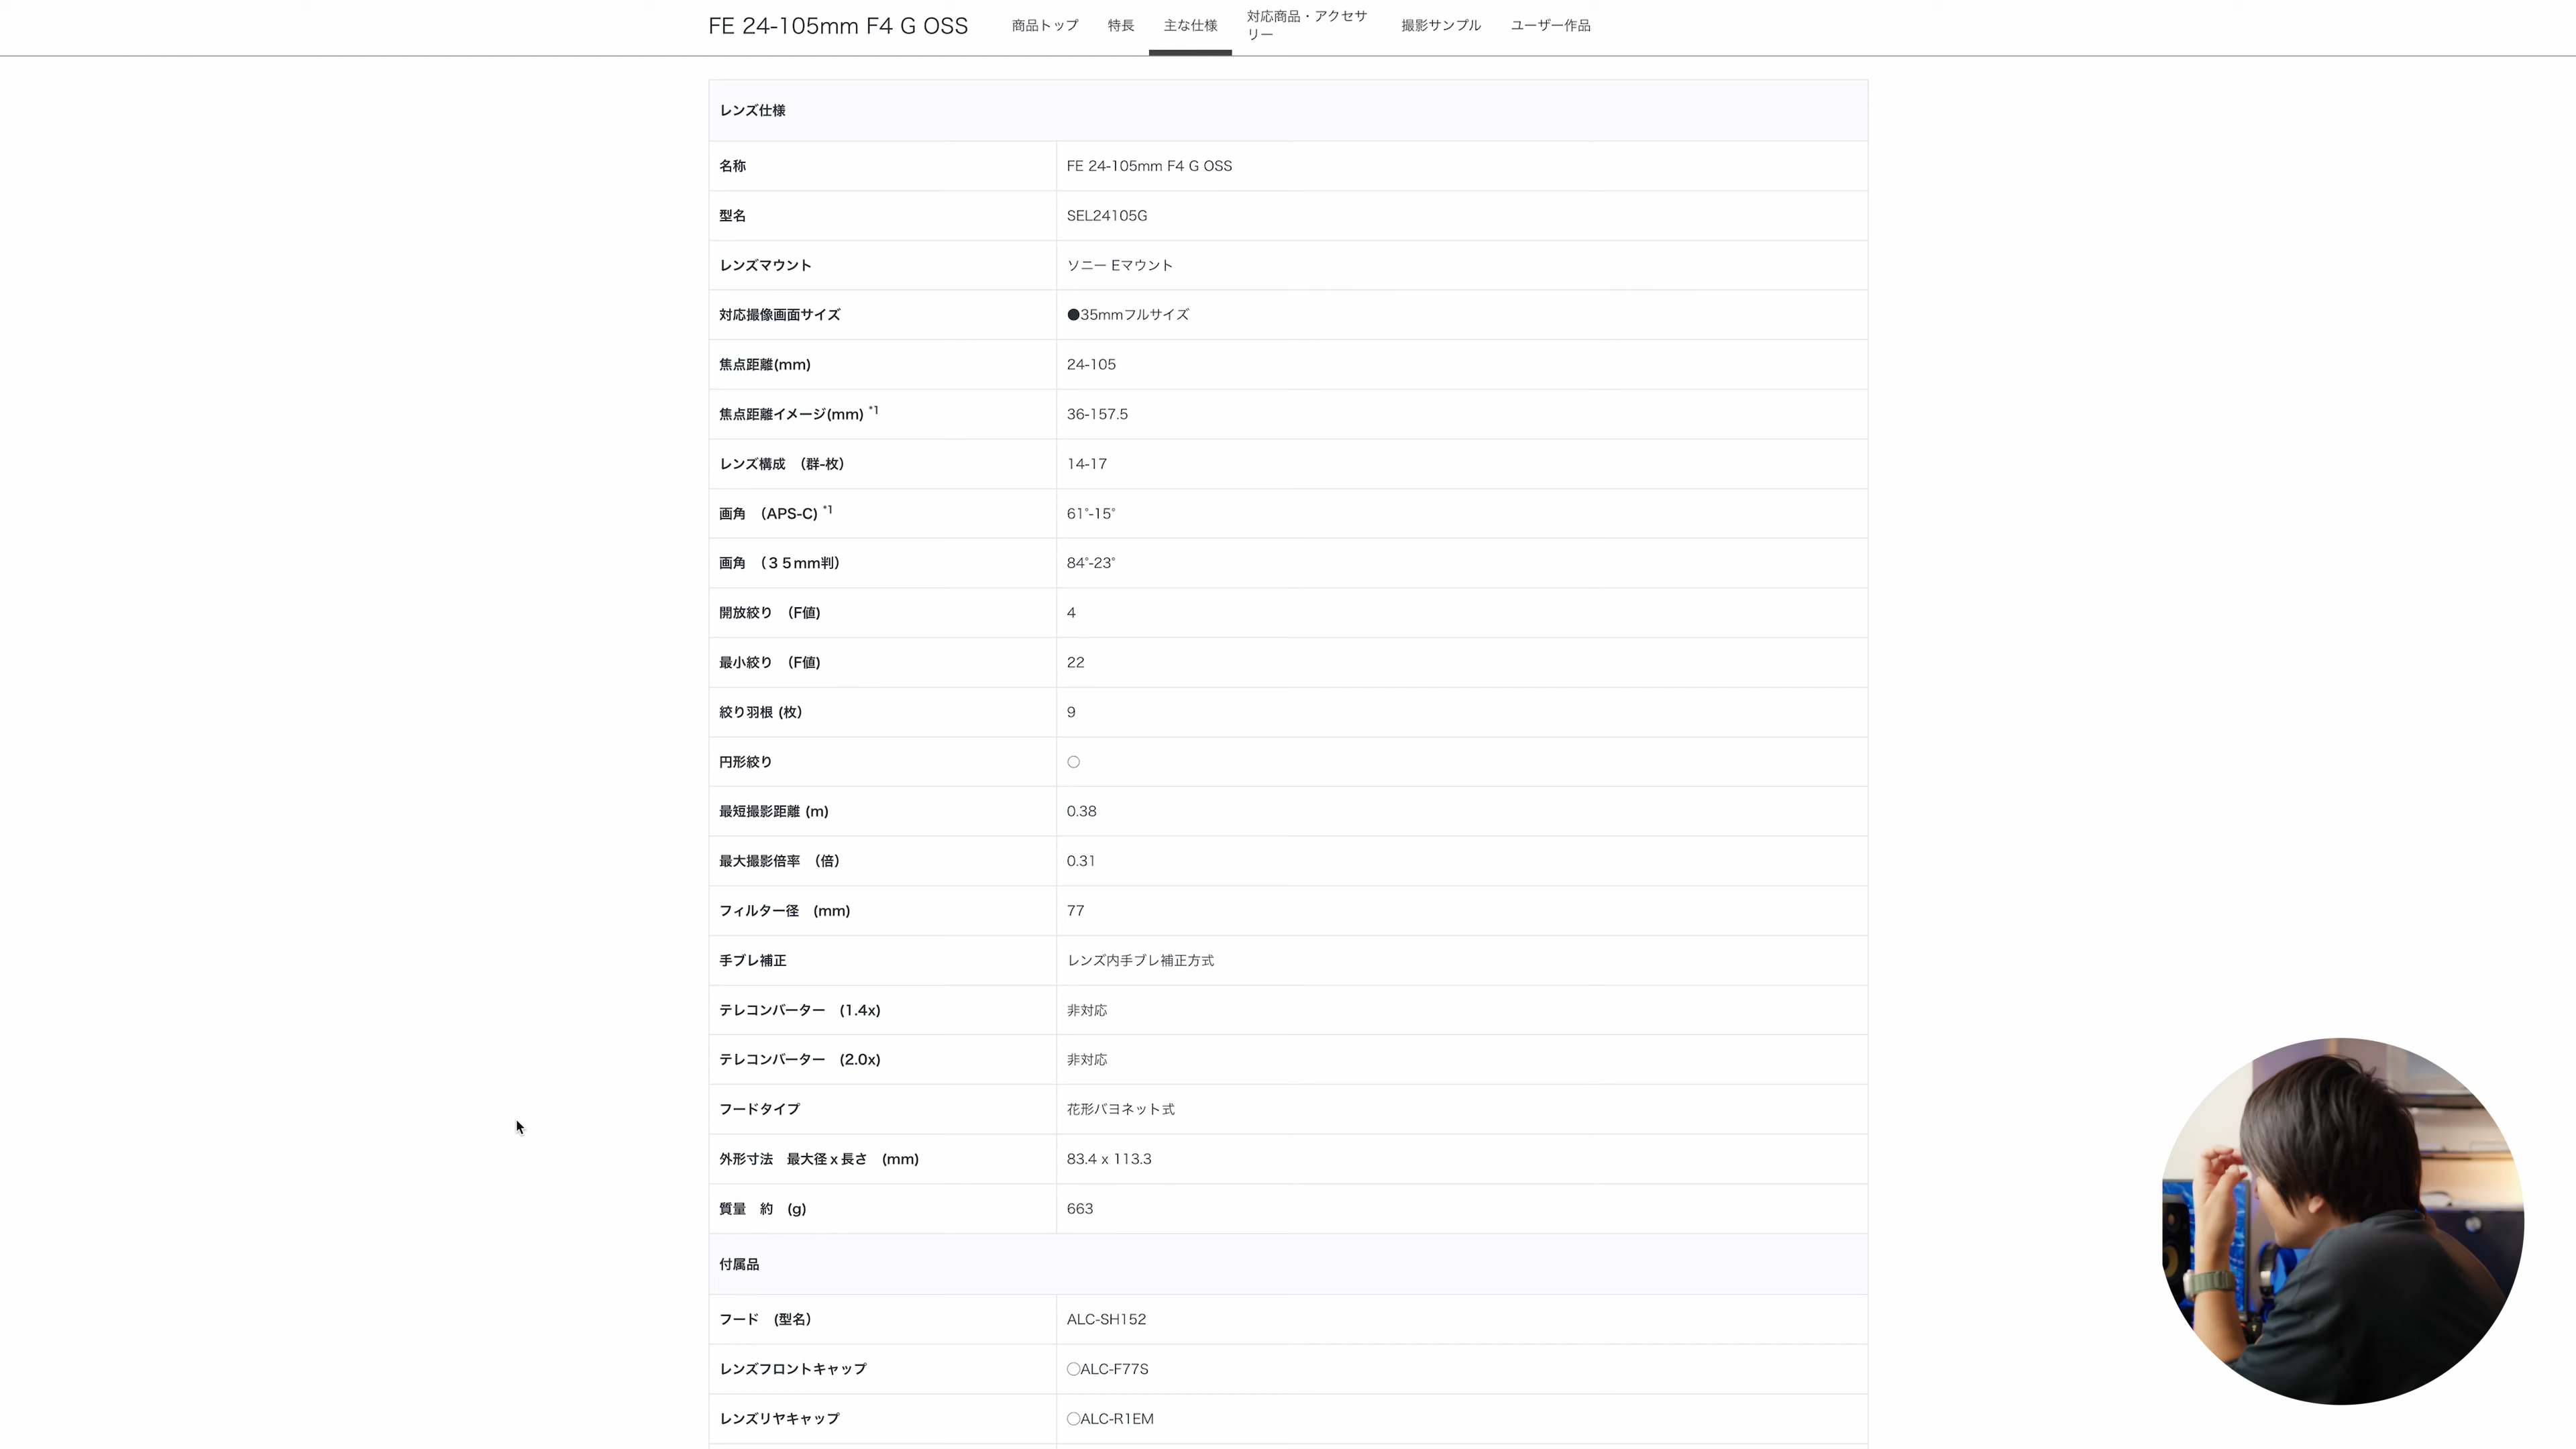 FE 24-105mm F4 G OSS 商品トップ 特長 主な仕様 対応商品・アクセサ
リー 撮影サンプル ユーザー作品
レンズ仕様
名称 FE 24-105mm F4 G OSS
型名 SEL24105G
レンズマウント ソニー Eマウント
対応撮像画面サイズ ●35mmフルサイズ
焦点距離(mm) 24-105
焦点距離イメージ(mm) *1 36-157.5
レンズ構成 （群-枚） 14-17
画角 （APS-C) *1 61°-15°
画角 （３５mm判） 84°-23°
開放絞り （F値) 4
最小絞り （F値) 22
絞り羽根 (枚） 9
円形絞り ○
最短撮影距離 (m) 0.38
最大撮影倍率 （倍） 0.31
フィルター径 (mm) 77
手ブレ補正 レンズ内手ブレ補正方式
テレコンバーター (1.4x) 非対応
テレコンバーター (2.0x) 非対応
フードタイプ 花形バヨネット式
外形寸法 最大径 x 長さ (mm) 83.4 x 113.3
質量 約 (g) 663
付属品
フード (型名） ALC-SH152
レンズフロントキャップ ○ALC-F77S
レンズリヤキャップ ○ALC-R1EM